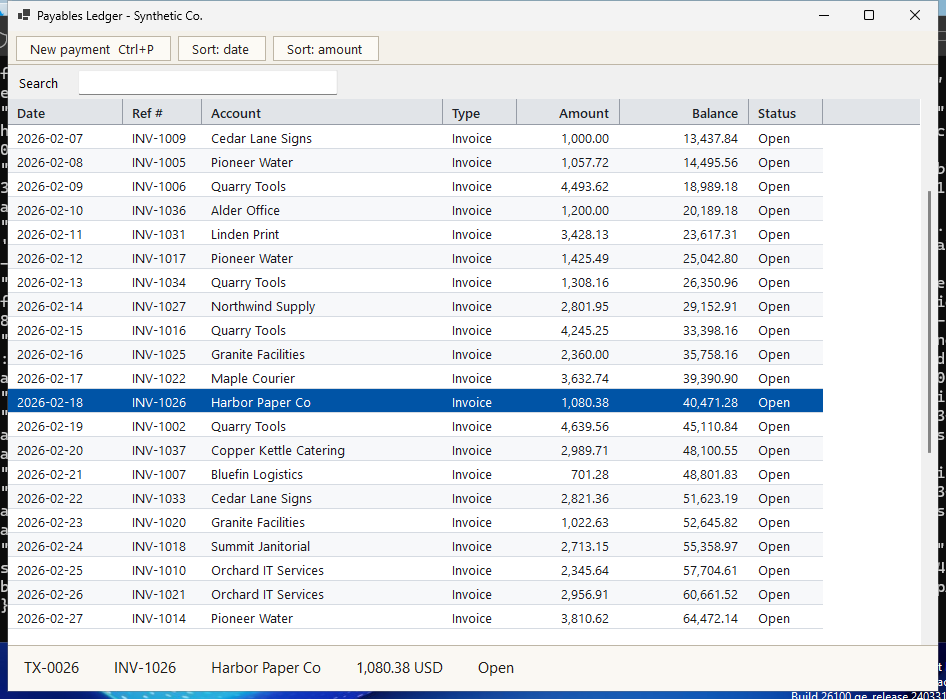 Payables Ledger - Synthetic Co.
New payment Ctrl+P Sort: date Sort: amount
Search
Date Ref # Account Type Amount Balance Status
2026-02-07 INV-1009 Cedar Lane Signs Invoice 1,000.00 13,437.84 Open
2026-02-08 INV-1005 Pioneer Water Invoice 1,057.72 14,495.56 Open
2026-02-09 INV-1006 Quarry Tools Invoice 4,493.62 18,989.18 Open
2026-02-10 INV-1036 Alder Office Invoice 1,200.00 20,189.18 Open
2026-02-11 INV-1031 Linden Print Invoice 3,428.13 23,617.31 Open
2026-02-12 INV-1017 Pioneer Water Invoice 1,425.49 25,042.80 Open
2026-02-13 INV-1034 Quarry Tools Invoice 1,308.16 26,350.96 Open
2026-02-14 INV-1027 Northwind Supply Invoice 2,801.95 29,152.91 Open
2026-02-15 INV-1016 Quarry Tools Invoice 4,245.25 33,398.16 Open
2026-02-16 INV-1025 Granite Facilities Invoice 2,360.00 35,758.16 Open
2026-02-17 INV-1022 Maple Courier Invoice 3,632.74 39,390.90 Open
2026-02-18 INV-1026 Harbor Paper Co Invoice 1,080.38 40,471.28 Open
2026-02-19 INV-1002 Quarry Tools Invoice 4,639.56 45,110.84 Open
2026-02-20 INV-1037 Copper Kettle Catering Invoice 2,989.71 48,100.55 Open
2026-02-21 INV-1007 Bluefin Logistics Invoice 701.28 48,801.83 Open
2026-02-22 INV-1033 Cedar Lane Signs Invoice 2,821.36 51,623.19 Open
2026-02-23 INV-1020 Granite Facilities Invoice 1,022.63 52,645.82 Open
2026-02-24 INV-1018 Summit Janitorial Invoice 2,713.15 55,358.97 Open
2026-02-25 INV-1010 Orchard IT Services Invoice 2,345.64 57,704.61 Open
2026-02-26 INV-1021 Orchard IT Services Invoice 2,956.91 60,661.52 Open
2026-02-27 INV-1014 Pioneer Water Invoice 3,810.62 64,472.14 Open
TX-0026 INV-1026 Harbor Paper Co 1,080.38 USD Open